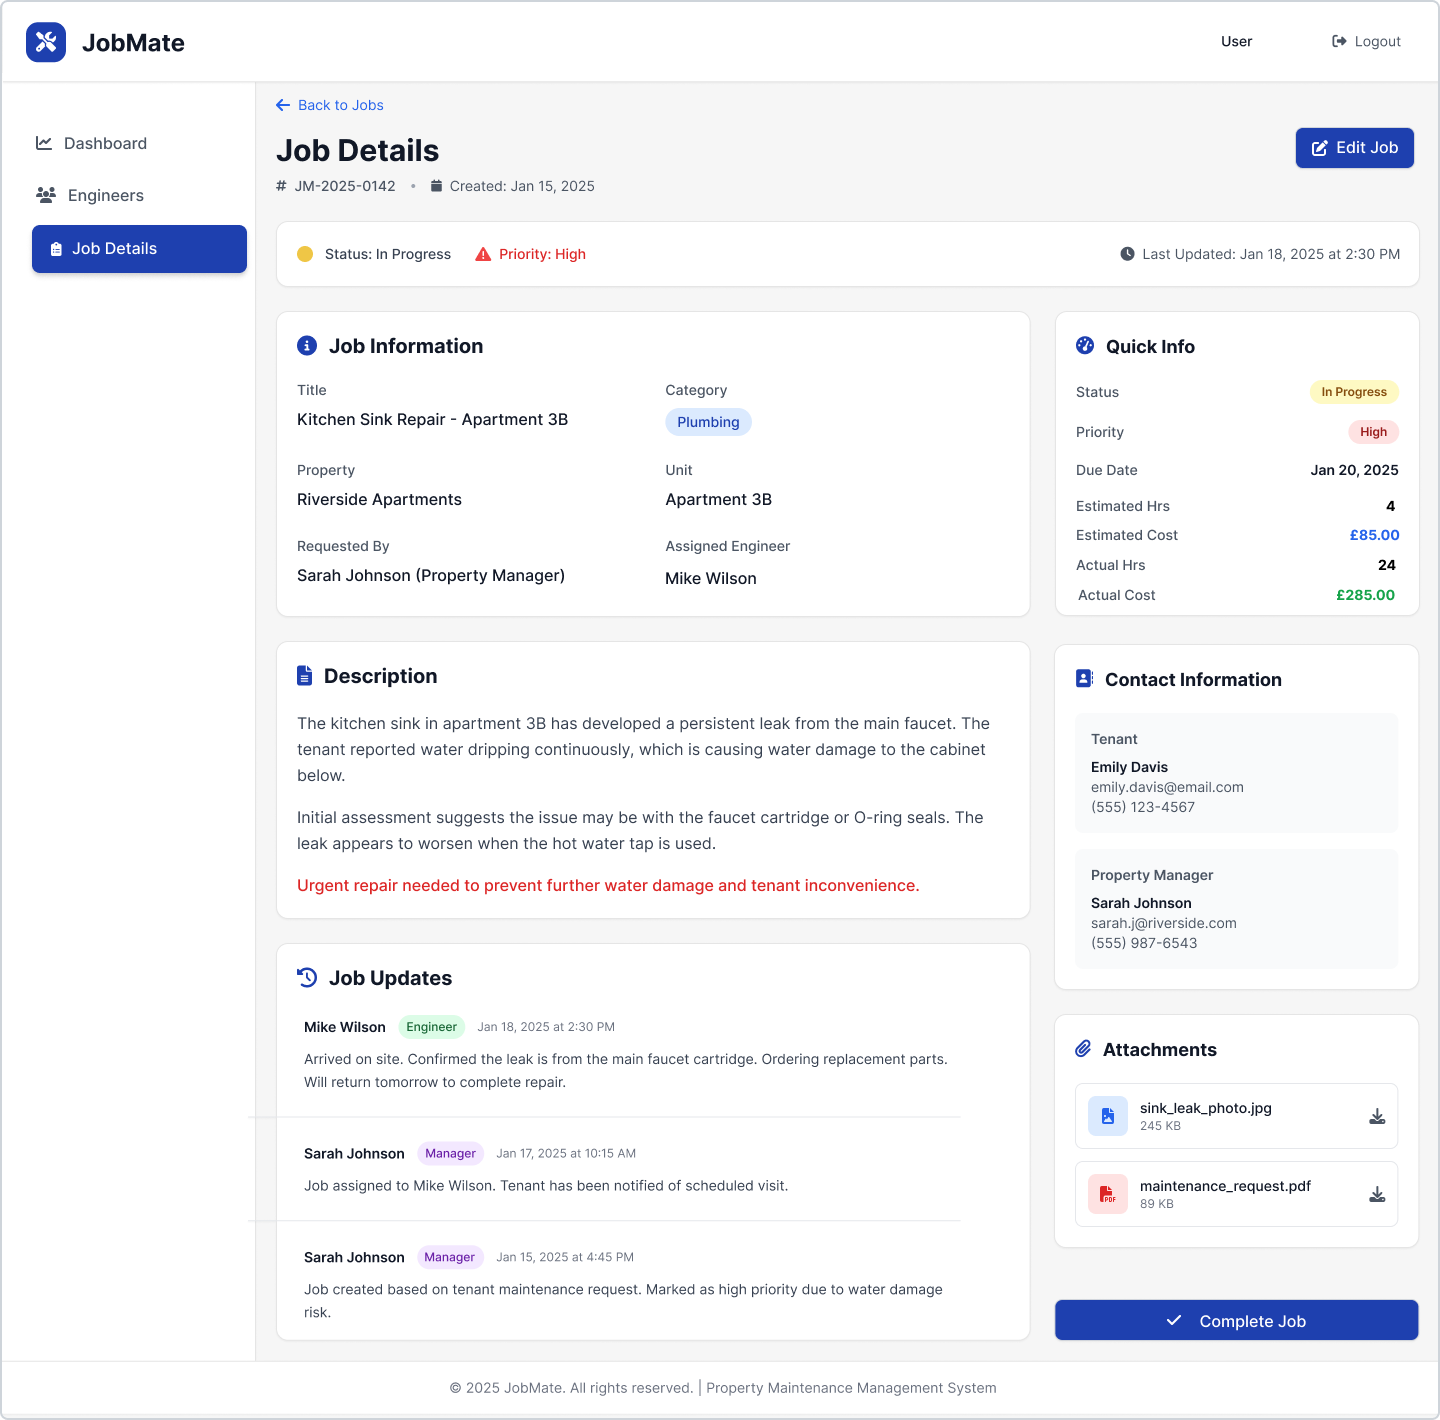 JobMate
User
Logout
Dashboard
Engineers
Job Details
Back to Jobs
Job Details
Edit Job
# JM-2025-0142 • Created: Jan 15, 2025
Status: In Progress
Priority: High
Last Updated: Jan 18, 2025 at 2:30 PM
Job Information
Title
Kitchen Sink Repair - Apartment 3B
Category
Plumbing
Property
Riverside Apartments
Unit
Apartment 3B
Requested By
Sarah Johnson (Property Manager)
Assigned Engineer
Mike Wilson
Quick Info
Status In Progress
Priority High
Due Date Jan 20, 2025
Estimated Hrs 4
Estimated Cost £85.00
Actual Hrs 24
Actual Cost £285.00
Description
The kitchen sink in apartment 3B has developed a persistent leak from the main faucet. The
tenant reported water dripping continuously, which is causing water damage to the cabinet
below.
Initial assessment suggests the issue may be with the faucet cartridge or O-ring seals. The
leak appears to worsen when the hot water tap is used.
Urgent repair needed to prevent further water damage and tenant inconvenience.
Contact Information
Tenant
Emily Davis
emily.davis@email.com
(555) 123-4567
Property Manager
Sarah Johnson
sarah.j@riverside.com
(555) 987-6543
Job Updates
Mike Wilson Engineer Jan 18, 2025 at 2:30 PM
Arrived on site. Confirmed the leak is from the main faucet cartridge. Ordering replacement parts.
Will return tomorrow to complete repair.
Sarah Johnson Manager Jan 17, 2025 at 10:15 AM
Job assigned to Mike Wilson. Tenant has been notified of scheduled visit.
Sarah Johnson Manager Jan 15, 2025 at 4:45 PM
Job created based on tenant maintenance request. Marked as high priority due to water damage
risk.
Attachments
sink_leak_photo.jpg
245 KB
PDF
maintenance_request.pdf
89 KB
Complete Job
© 2025 JobMate. All rights reserved. | Property Maintenance Management System